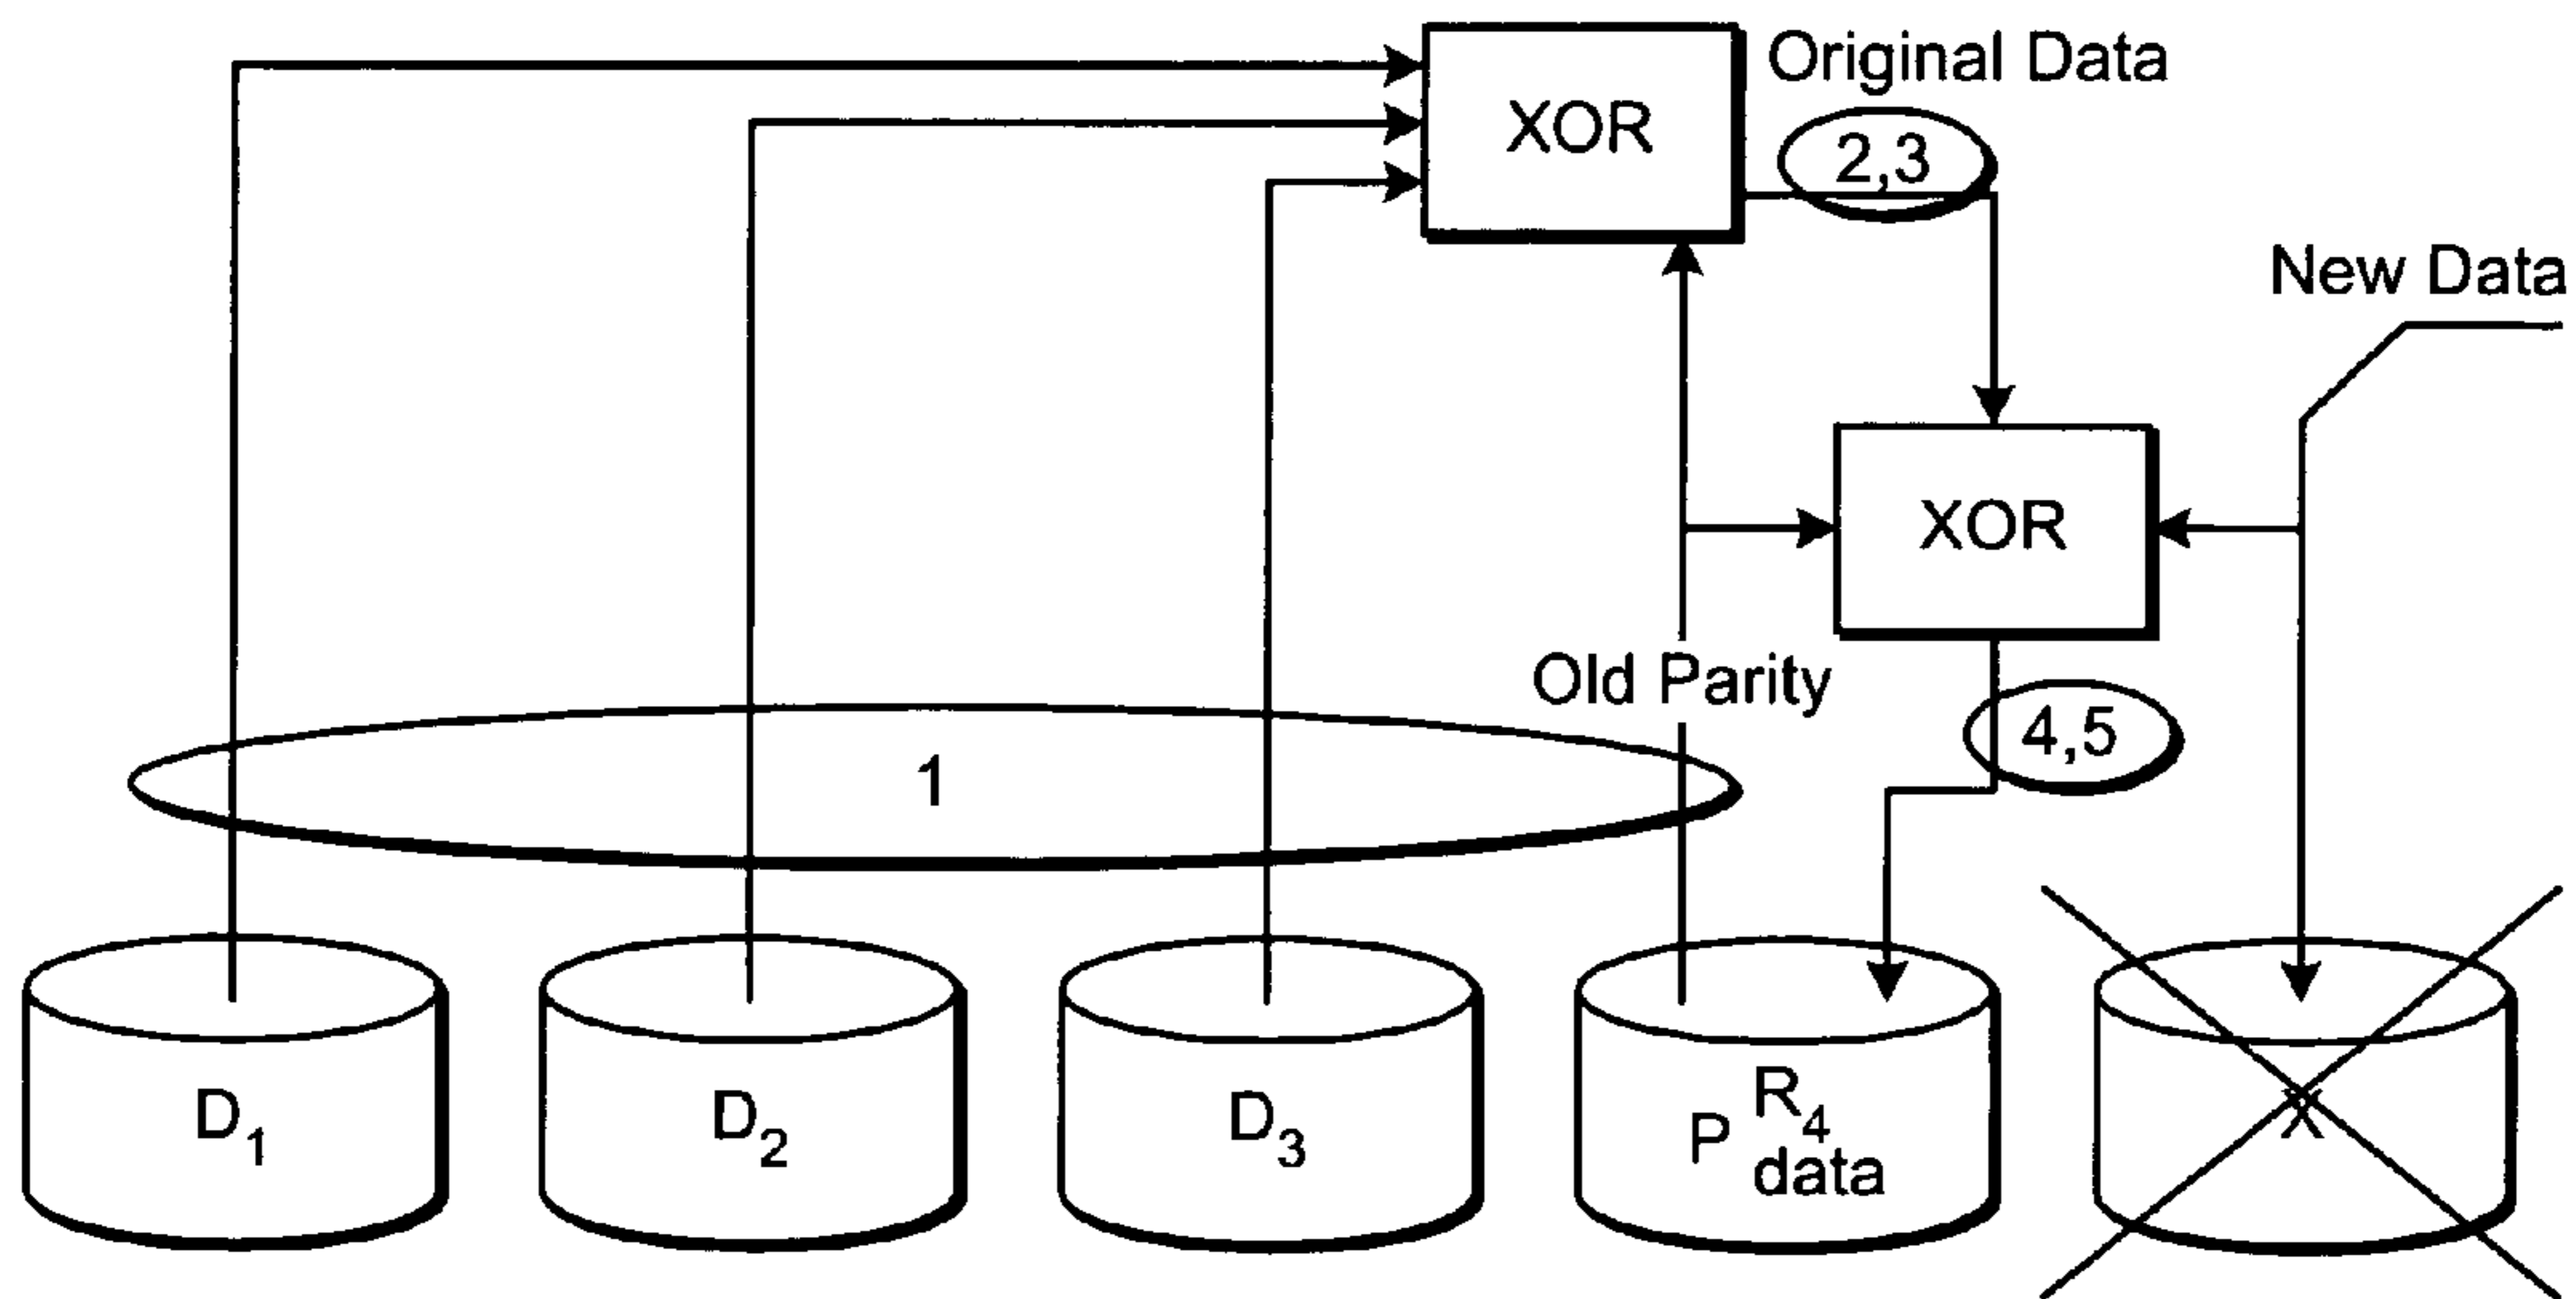 XOR
Original Data
2,3
New Data
XOR
Old Parity
4,5
1
D1
D2
D3
P
R4
data
X